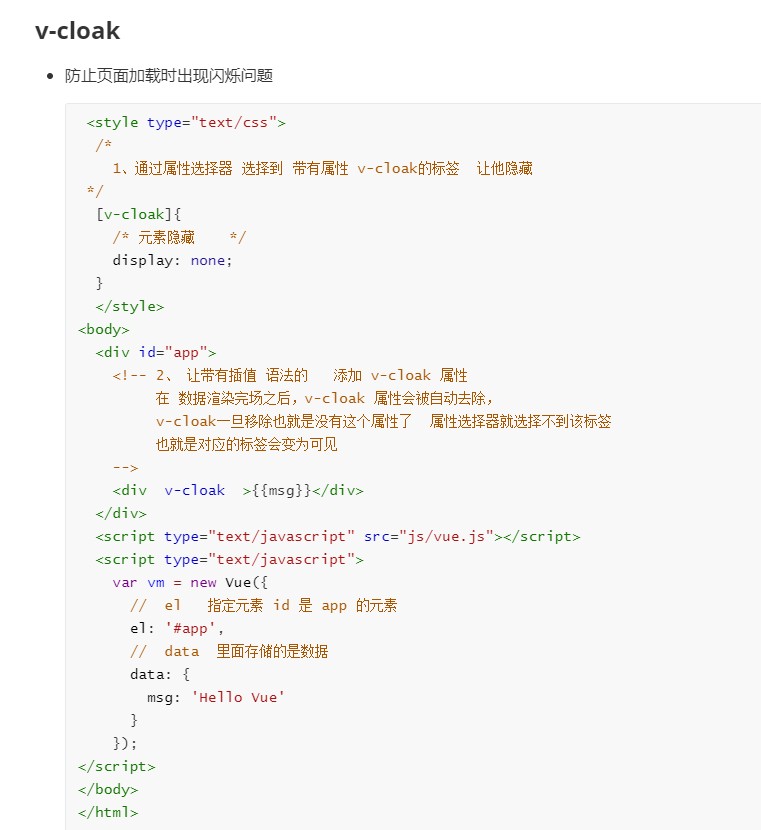 v-cloak
防止页面加载时出现闪烁问题
<style type="text/css">
/*
1、通过属性选择器 选择到 带有属性 v-cloak的标签  让他隐藏
*/
[v-cloak]{
/* 元素隐藏    */
display: none;
}
</style>
<body>
<div id="app">
<!-- 2、 让带有插值 语法的   添加 v-cloak 属性
在 数据渲染完场之后，v-cloak 属性会被自动去除，
v-cloak一旦移除也就是没有这个属性了  属性选择器就选择不到该标签
也就是对应的标签会变为可见
-->
<div  v-cloak  >{{msg}}</div>
</div>
<script type="text/javascript" src="js/vue.js"></script>
<script type="text/javascript">
var vm = new Vue({
//  el   指定元素 id 是 app 的元素
el: '#app',
//  data  里面存储的是数据
data: {
msg: 'Hello Vue'
}
});
</script>
</body>
</html>